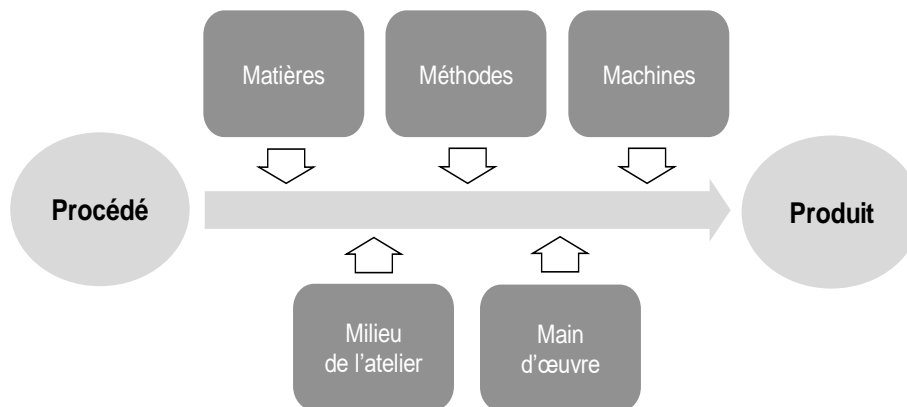 Matières
Méthodes
Machines
Procédé
Produit
Milieu
de l'atelier
Main
d'œuvre